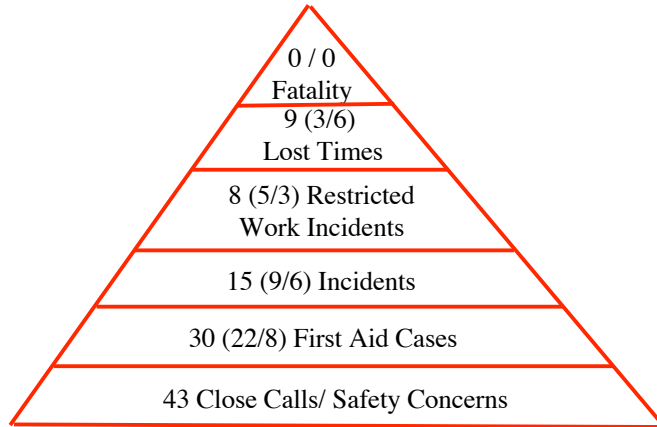 0 / 0
Fatality
9 (3/6)
Lost Times
8 (5/3) Restricted
Work Incidents
15 (9/6) Incidents
30 (22/8) First Aid Cases
43 Close Calls/ Safety Concerns